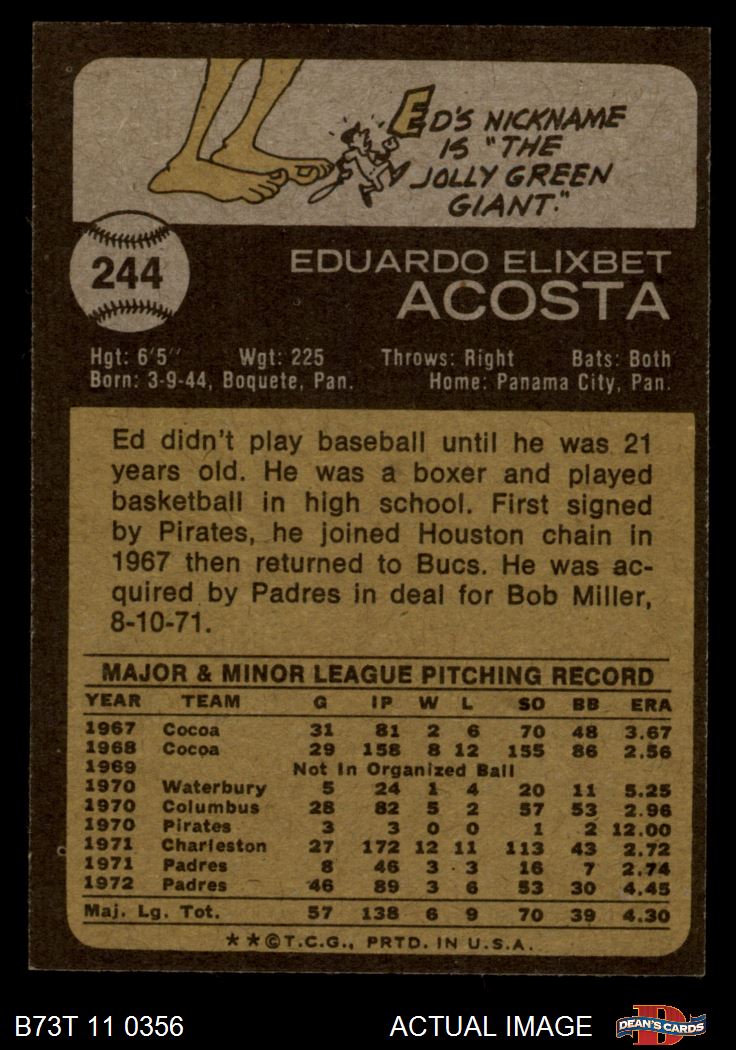 ED'S NICKNAME
IS "THE
JOLLY GREEN
GIANT."
244
EDUARDO ELIXBET
ACOSTA
Hgt: 6'5" Wgt: 225 Throws: Right Bats: Both
Born: 3-9-44, Boquete, Pan. Home: Panama City, Pan.
Ed didn't play baseball until he was 21
years old. He was a boxer and played
basketball in high school. First signed
by Pirates, he joined Houston chain in
1967 then returned to Bucs. He was ac-
quired by Padres in deal for Bob Miller,
8-10-71.
MAJOR & MINOR LEAGUE PITCHING RECORD
YEAR TEAM G IP W L SO BB ERA
1967 Cocoa 31 81 2 6 70 48 3.67
1968 Cocoa 29 158 8 12 155 86 2.56
1969 Not In Organized Ball
1970 Waterbury 5 24 1 4 20 11 5.25
1970 Columbus 28 82 5 2 57 53 2.96
1970 Pirates 3 3 0 0 1 2 12.00
1971 Charleston 27 172 12 11 113 43 2.72
1971 Padres 8 46 3 3 16 7 2.74
1972 Padres 46 89 3 6 53 30 4.45
Maj. Lg. Tot. 57 138 6 9 70 39 4.30
**©T.C.G., PRTD. IN U.S.A.
B73T 11 0356 ACTUAL IMAGE D DEAN'S CARDS